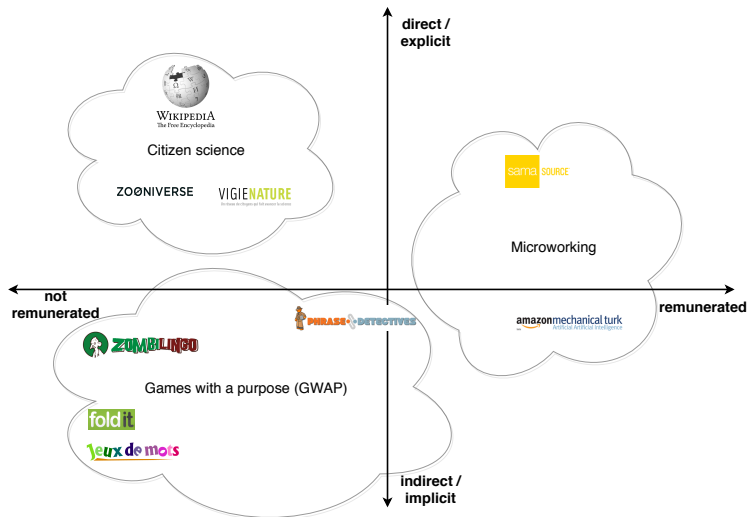 direct /
explicit
WIKIPEDIA
The Free Encyclopedia
Citizen science
ZOONIVERSE
VIGIENATURE
sama SOURCE
Microworking
not
remunerated
remunerated
PHRASE DETECTIVES
amazonmechanical turk
Artificial Artificial Intelligence
ZOMBILINGO
Games with a purpose (GWAP)
foldit
Jeux de mots
indirect /
implicit